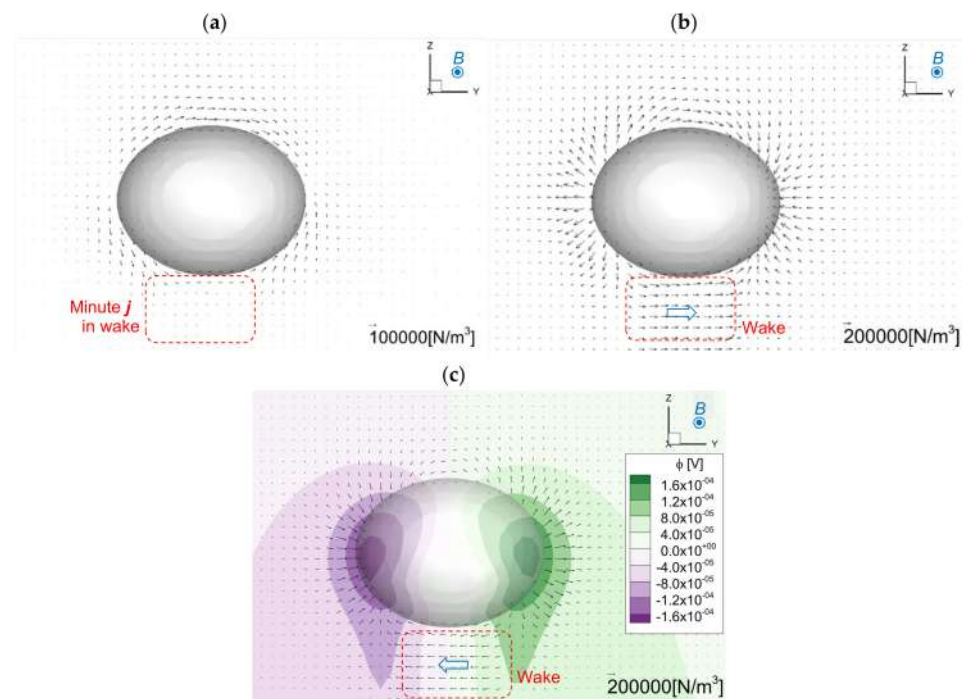 (a)
(b)
Z
B
X
Y
Z
B
X
Y
Minute j
in wake
100000[N/m³]
Wake
200000[N/m³]
(c)
Z
B
X
Y
ϕ [V]
1.6x10⁻⁰⁴
1.2x10⁻⁰⁴
8.0x10⁻⁰⁵
4.0x10⁻⁰⁵
0.0⁺⁰⁰
-4.0x10⁻⁰⁵
-8.0x10⁻⁰⁵
-1.2x10⁻⁰⁴
-1.6x10⁻⁰⁴
Wake
200000[N/m³]